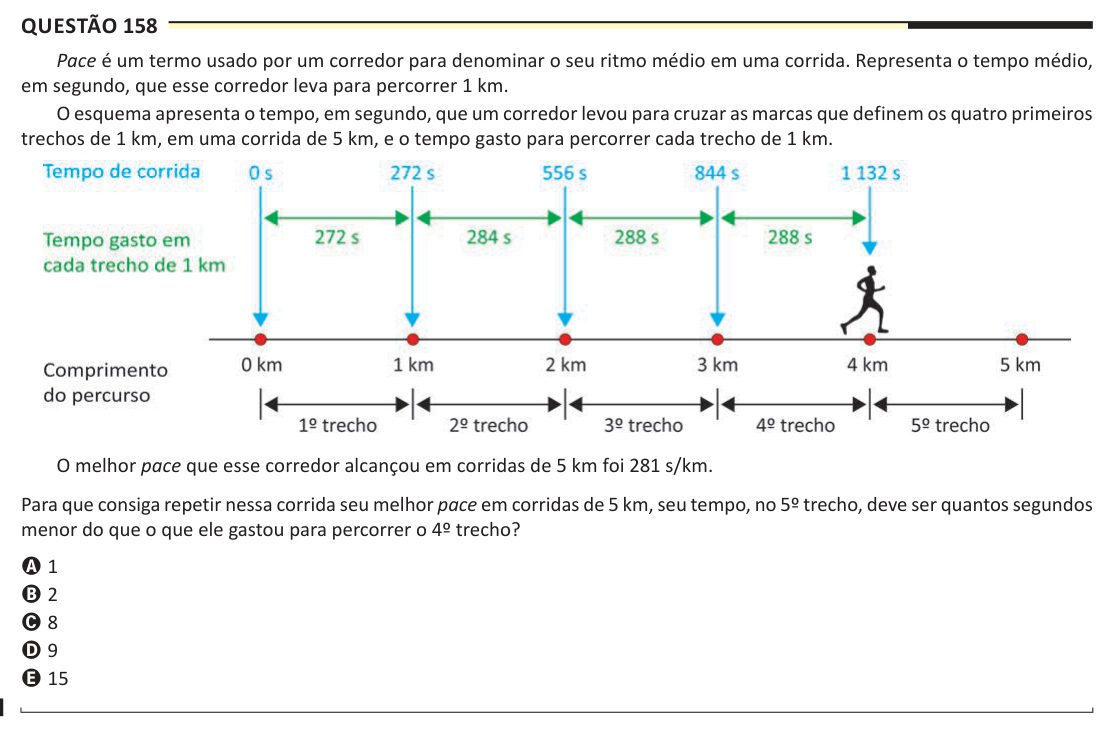 QUESTÃO 158
Pace é um termo usado por um corredor para denominar o seu ritmo médio em uma corrida. Representa o tempo médio,
em segundo, que esse corredor leva para percorrer 1 km.
O esquema apresenta o tempo, em segundo, que um corredor levou para cruzar as marcas que definem os quatro primeiros
trechos de 1 km, em uma corrida de 5 km, e o tempo gasto para percorrer cada trecho de 1 km.
Tempo de corrida 0 s 272 s 556 s 844 s 1 132 s
Tempo gasto em
cada trecho de 1 km
272 s 284 s 288 s 288 s
0 km 1 km 2 km 3 km 4 km 5 km
Comprimento
do percurso
1º trecho 2º trecho 3º trecho 4º trecho 5º trecho
O melhor pace que esse corredor alcançou em corridas de 5 km foi 281 s/km.
Para que consiga repetir nessa corrida seu melhor pace em corridas de 5 km, seu tempo, no 5º trecho, deve ser quantos segundos
menor do que o que ele gastou para percorrer o 4º trecho?
A 1
B 2
C 8
D 9
E 15